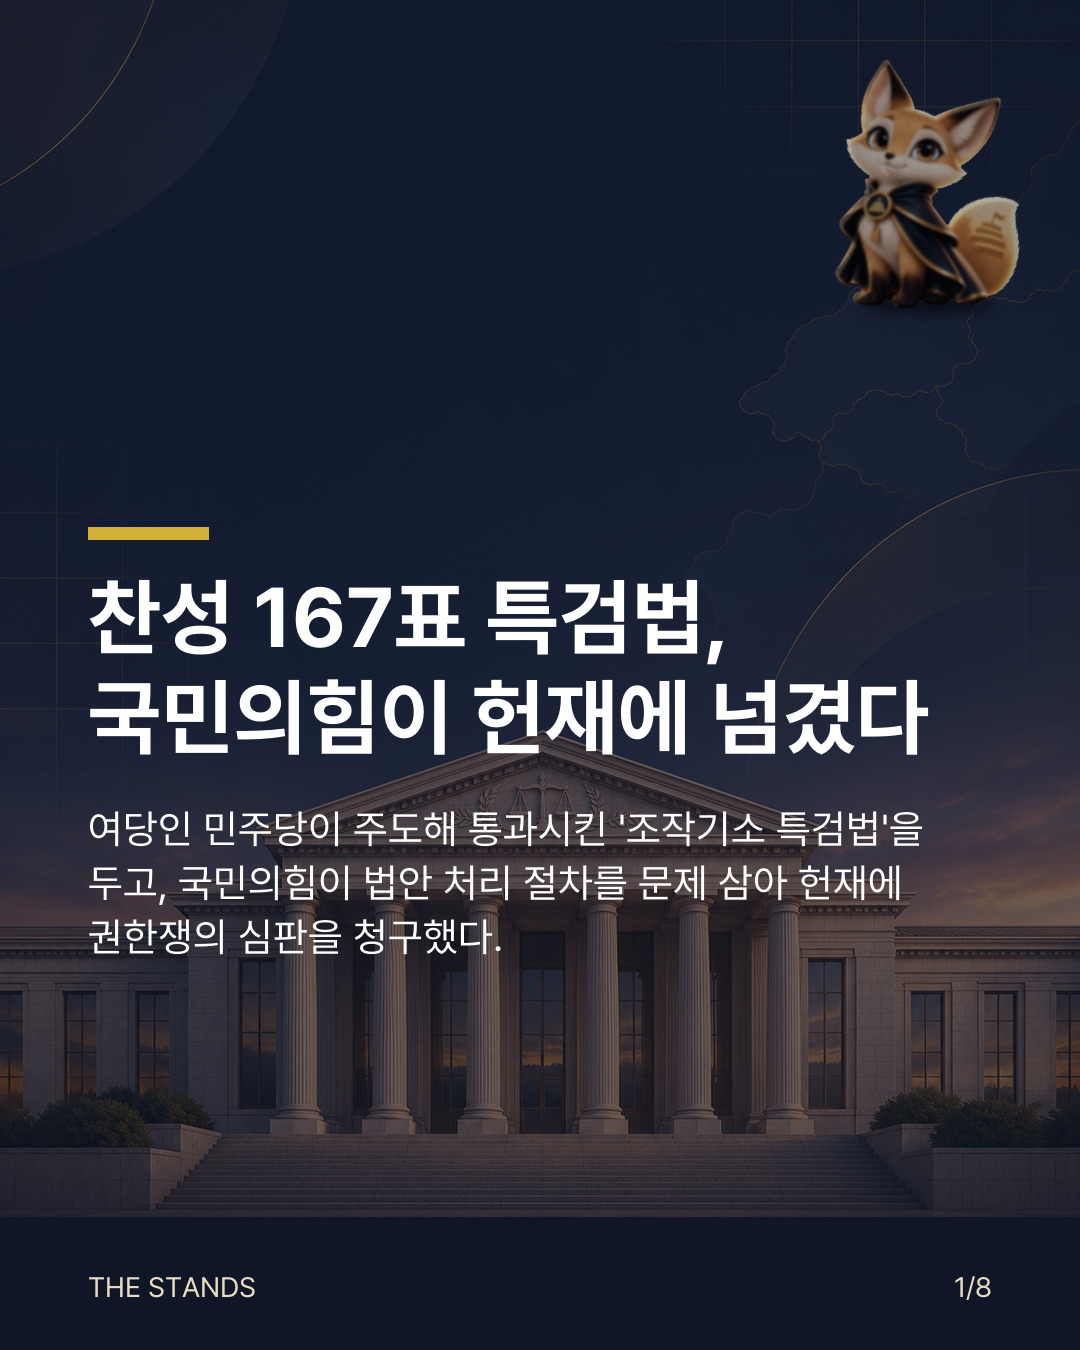 찬성 167표 특검법,
국민의힘이 헌재에 넘겼다
여당인 민주당이 주도해 통과시킨 '조작기소 특검법'을
두고, 국민의힘이 법안 처리 절차를 문제 삼아 헌재에
권한쟁의 심판을 청구했다.
THE STANDS
1/8